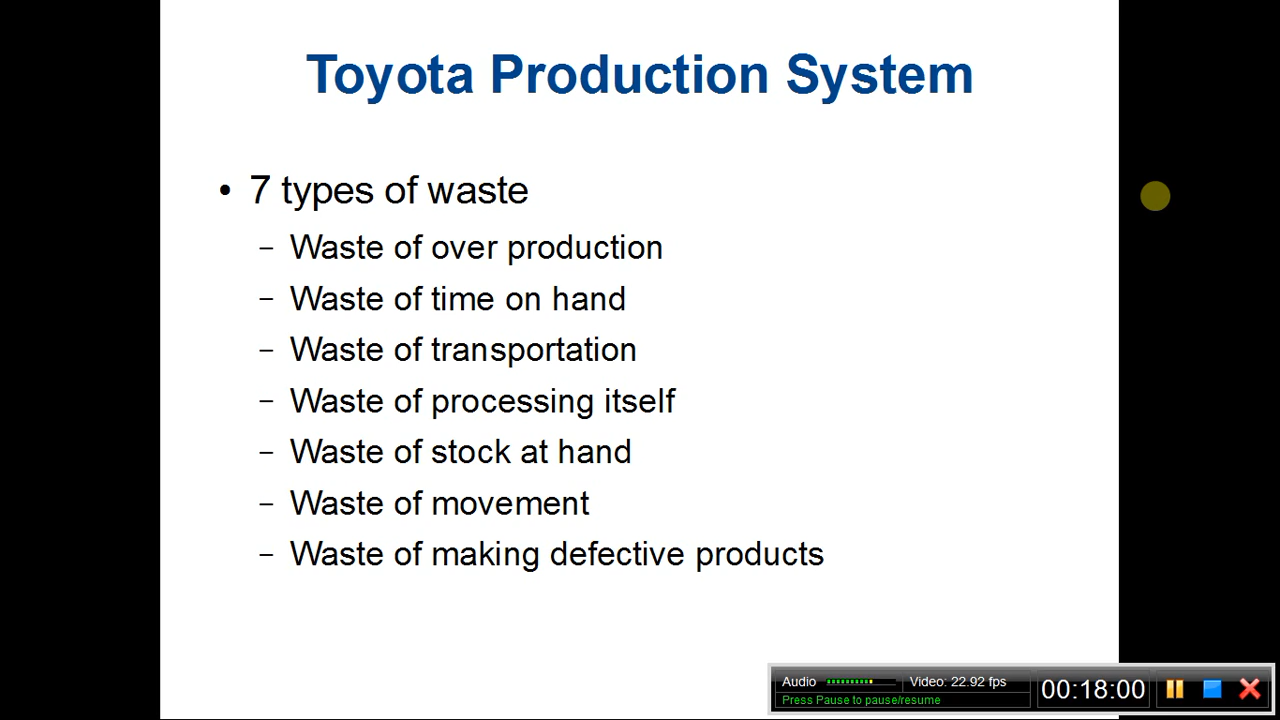 Toyota Production System
• 7 types of waste
– Waste of over production
– Waste of time on hand
– Waste of transportation
– Waste of processing itself
– Waste of stock at hand
– Waste of movement
– Waste of making defective products
Audio Video: 22.92 fps
Press Pause to pause/resume
00:18:00